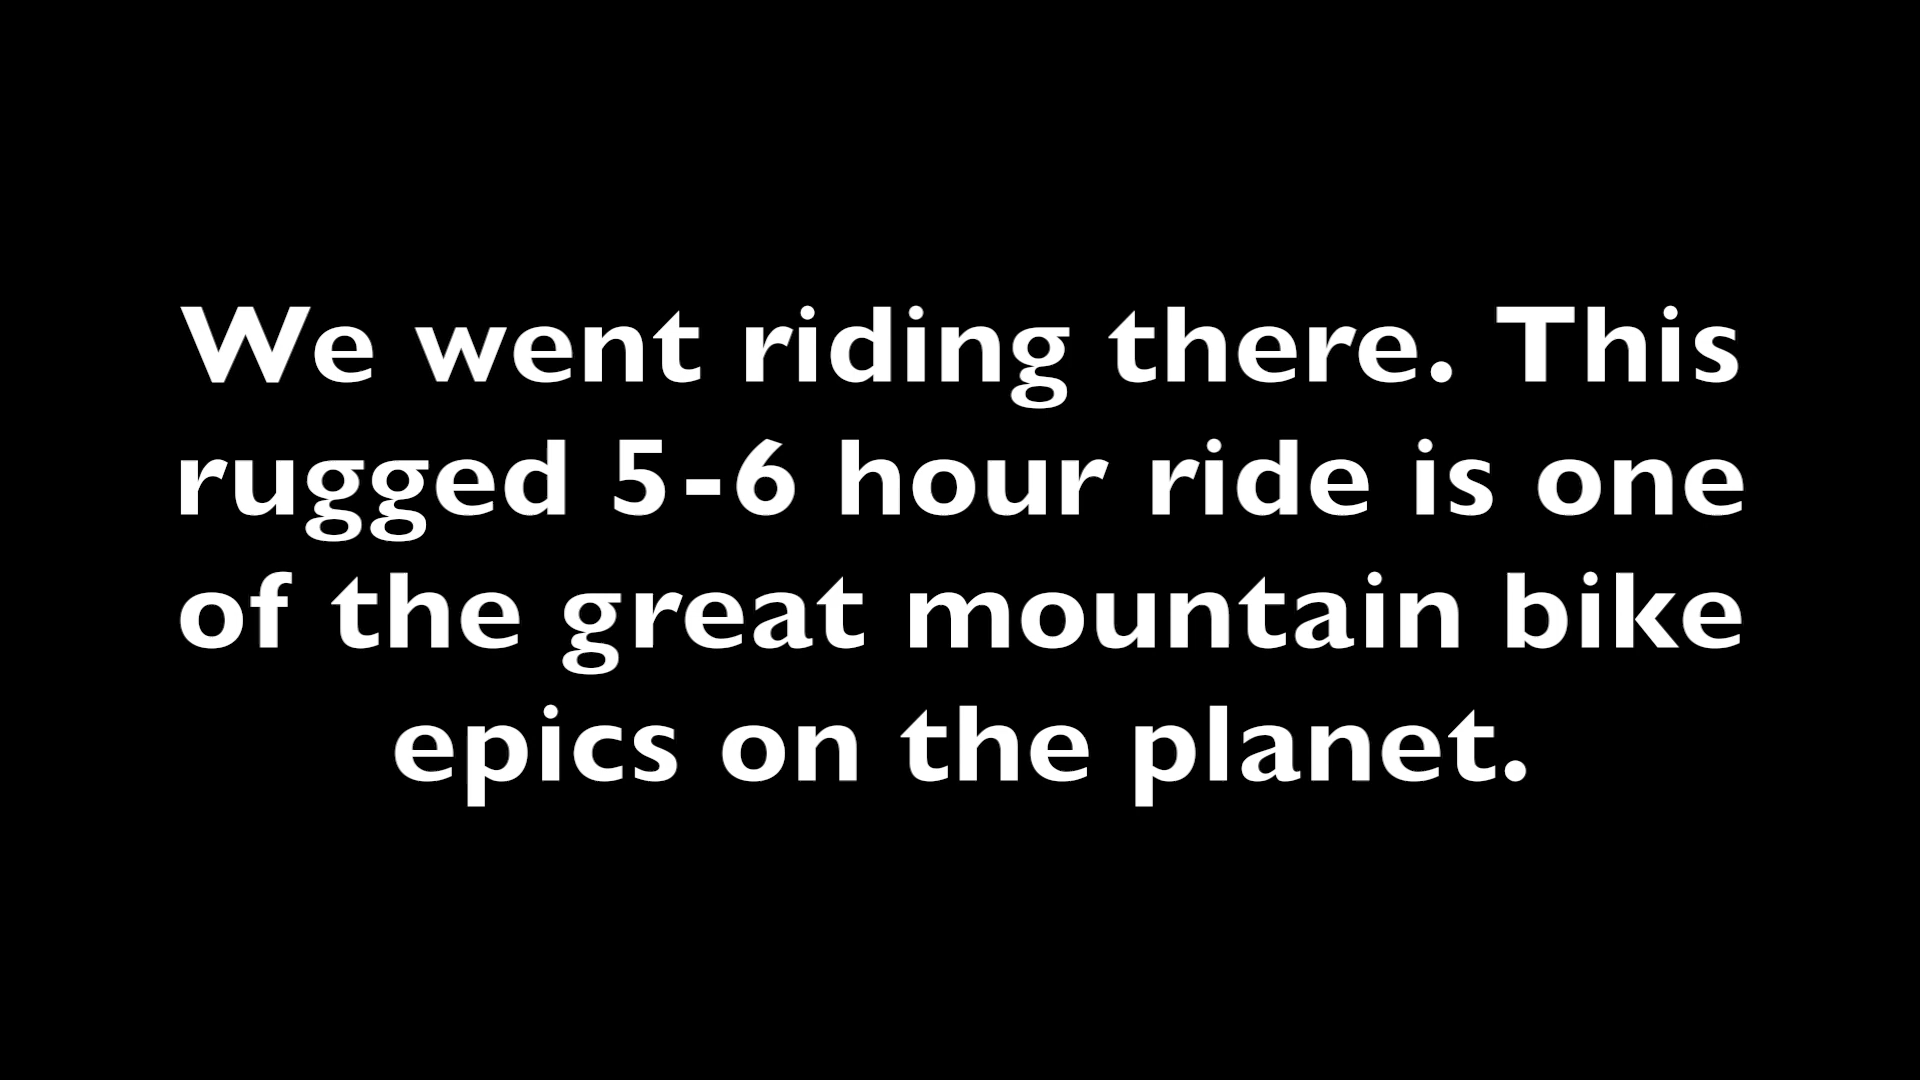 We went riding there. This
rugged 5-6 hour ride is one
of the great mountain bike
epics on the planet.